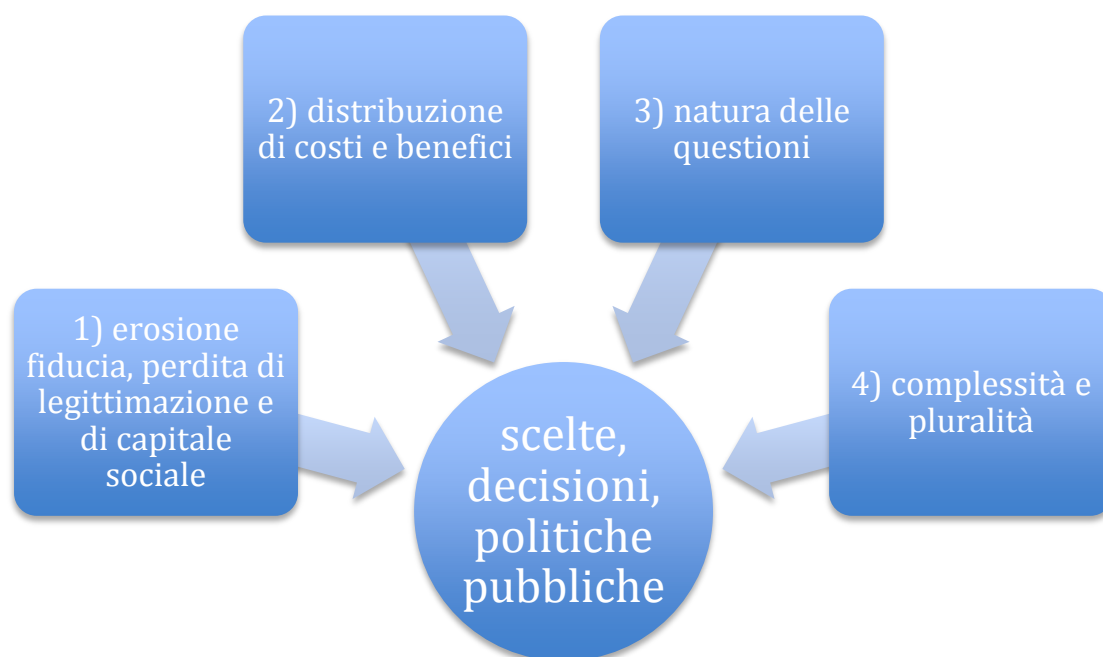 2) distribuzione
di costi e benefici
3) natura delle
questioni
1) erosione
fiducia, perdita di
legittimazione e
di capitale
sociale
4) complessità e
pluralità
scelte,
decisioni,
politiche
pubbliche